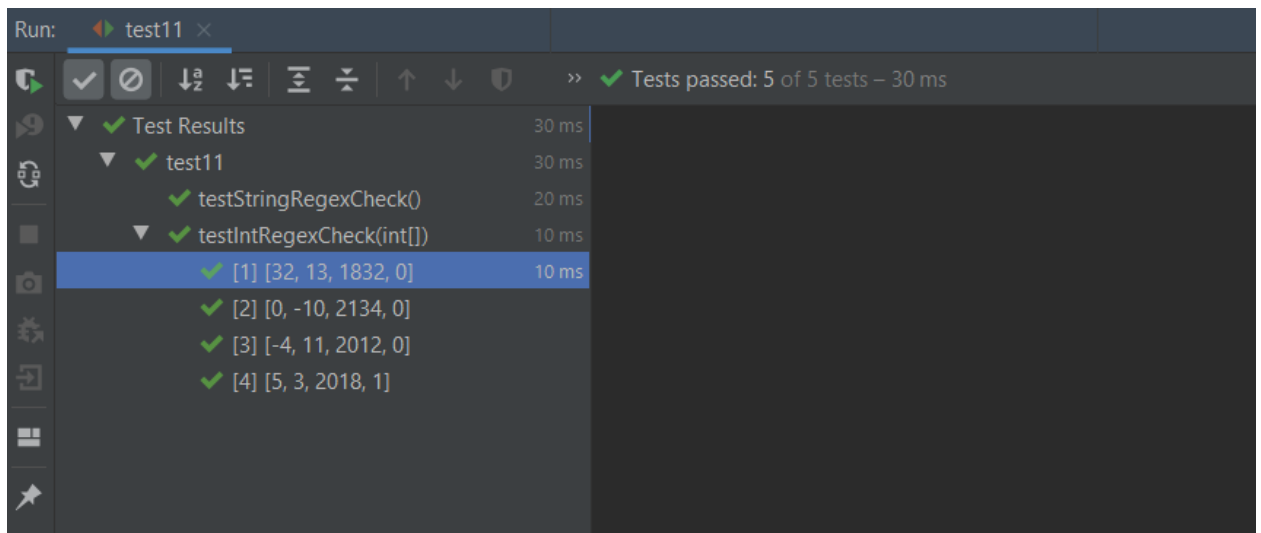 Run: test11
Tests passed: 5 of 5 tests – 30 ms
Test Results 30 ms
test11 30 ms
testStringRegexCheck() 20 ms
testIntRegexCheck(int[]) 10 ms
[1] [32, 13, 1832, 0] 10 ms
[2] [0, -10, 2134, 0]
[3] [-4, 11, 2012, 0]
[4] [5, 3, 2018, 1]